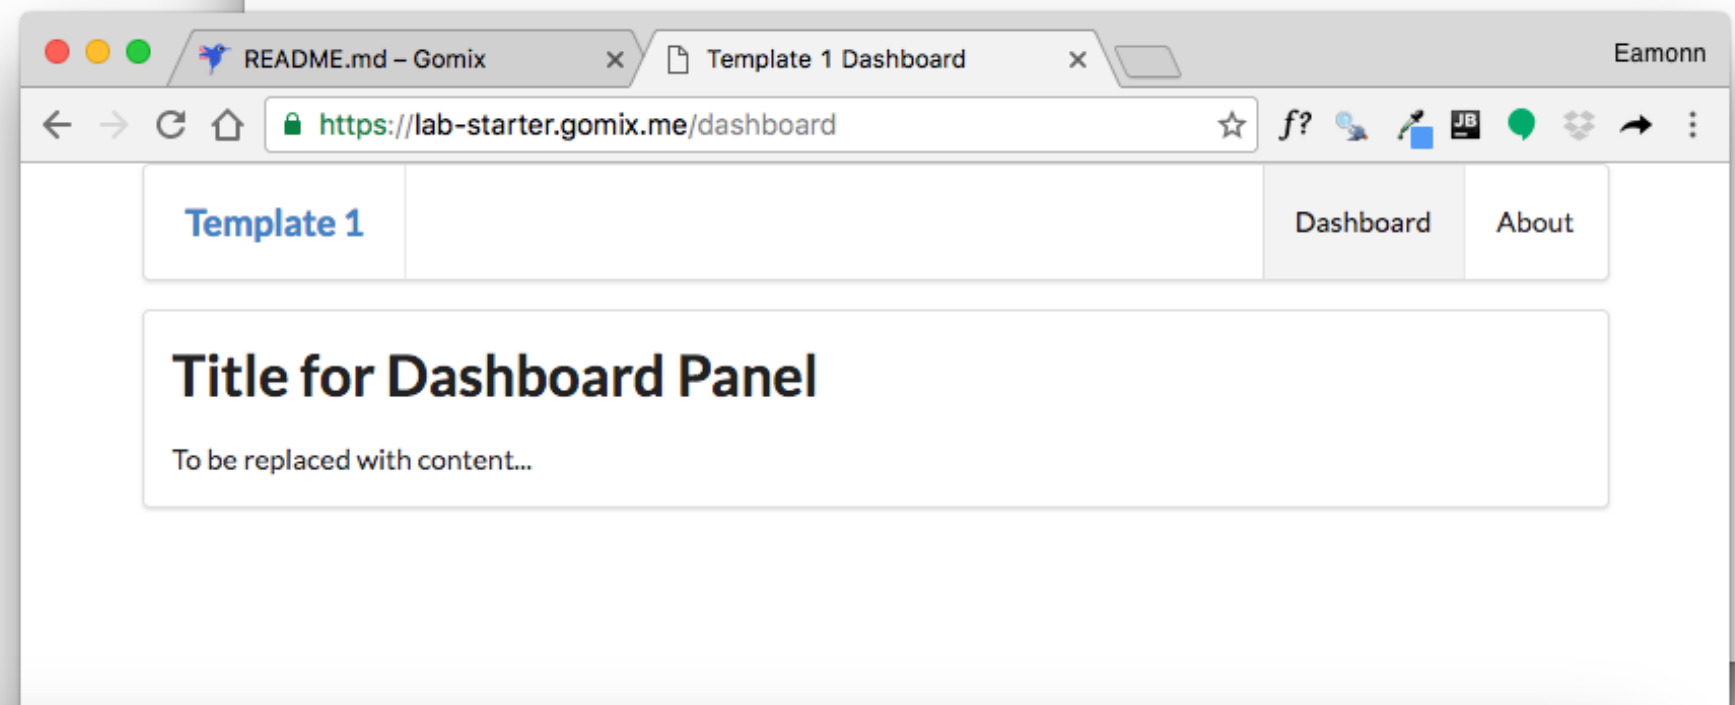 README.md – Gomix
Template 1 Dashboard
Eamonn
https://lab-starter.gomix.me/dashboard
f?
JB
Template 1
Dashboard
About
Title for Dashboard Panel
To be replaced with content...